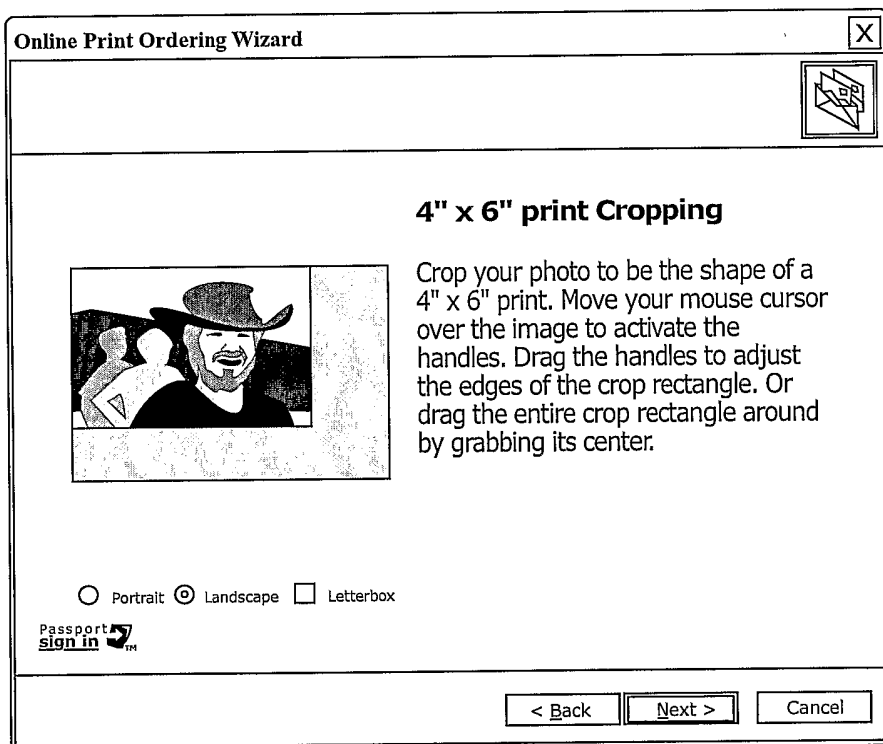 Online Print Ordering Wizard
X
4" x 6" print Cropping
Crop your photo to be the shape of a
4" x 6" print. Move your mouse cursor
over the image to activate the
handles. Drag the handles to adjust
the edges of the crop rectangle. Or
drag the entire crop rectangle around
by grabbing its center.
Portrait Landscape Letterbox
Passport
sign in TM
< Back Next > Cancel